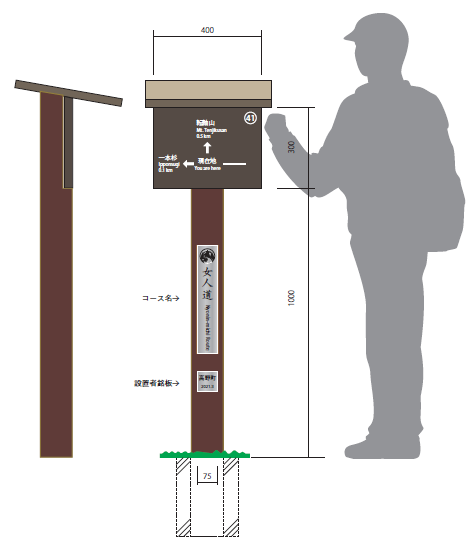 400
41
転軸山
Mt. Tenjikusan
0.5 km
一本杉
Ipponsugi
0.1 km
現在地
You are here
300
1000
コース名→
女人道
設置者銘板→
高野町
75